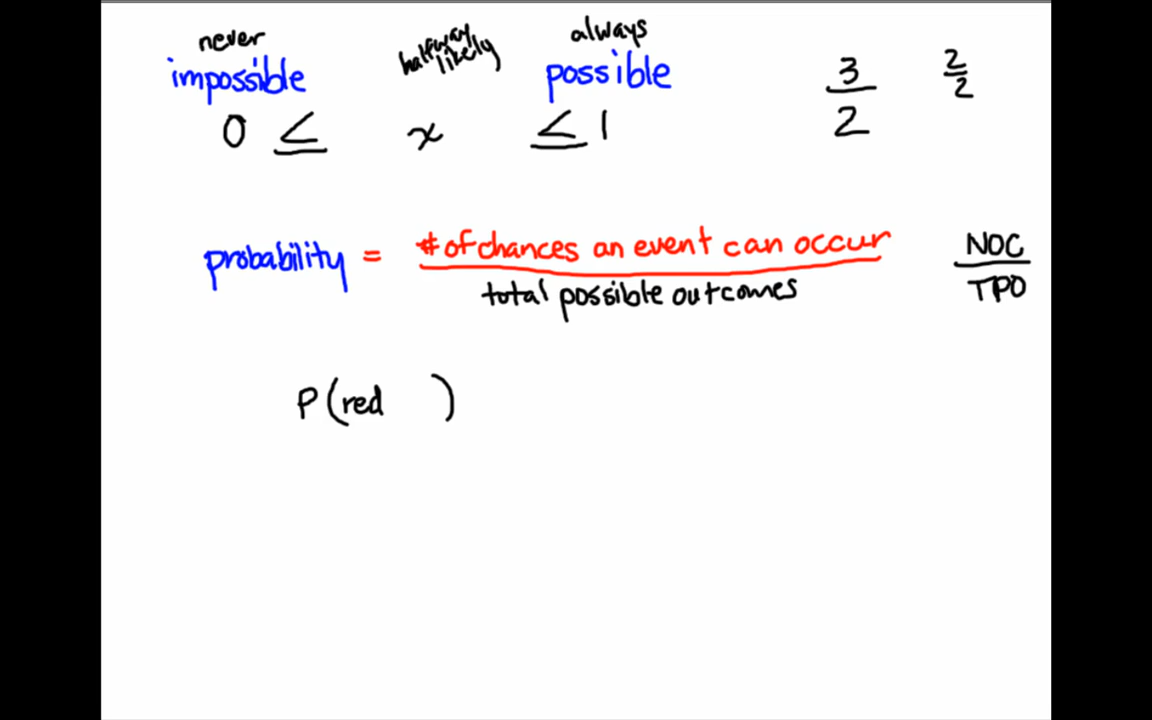 never halfway likely always
impossible possible
0 ≤ x ≤ 1
3/2 2/2
probability = # of chances an event can occur / total possible outcomes
NOC / TPO
P(red )